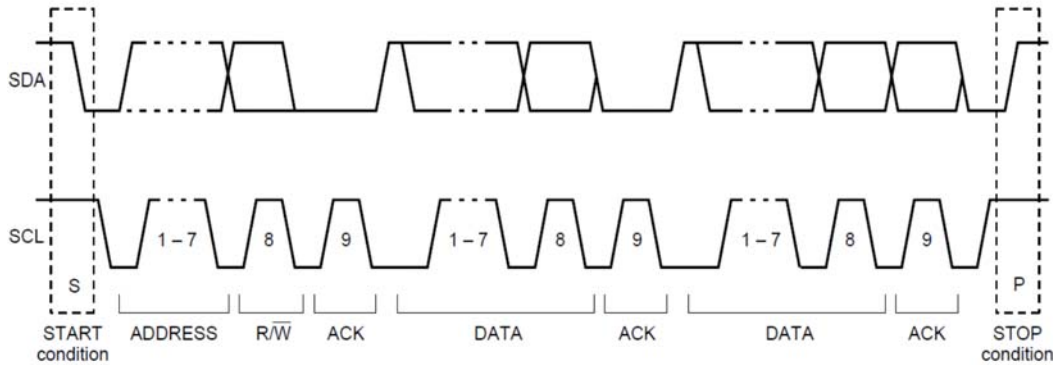 SDA
SCL
1 – 7 8 9 1 – 7 8 9 1 – 7 8 9
S P
START condition ADDRESS R/W̅ ACK DATA ACK DATA ACK STOP condition